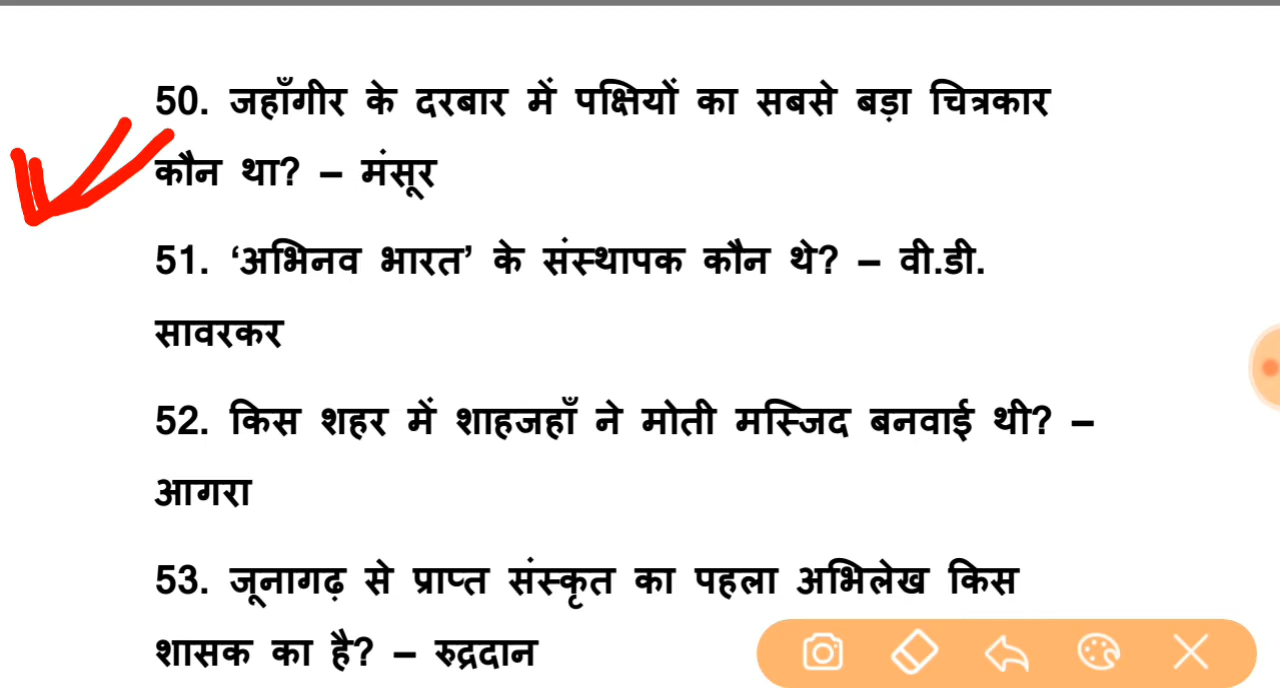 50. जहाँगीर के दरबार में पक्षियों का सबसे बड़ा चित्रकार
कौन था? – मंसूर
51. ‘अभिनव भारत’ के संस्थापक कौन थे? – वी.डी.
सावरकर
52. किस शहर में शाहजहाँ ने मोती मस्जिद बनवाई थी? –
आगरा
53. जूनागढ़ से प्राप्त संस्कृत का पहला अभिलेख किस
शासक का है? – रुद्रदान